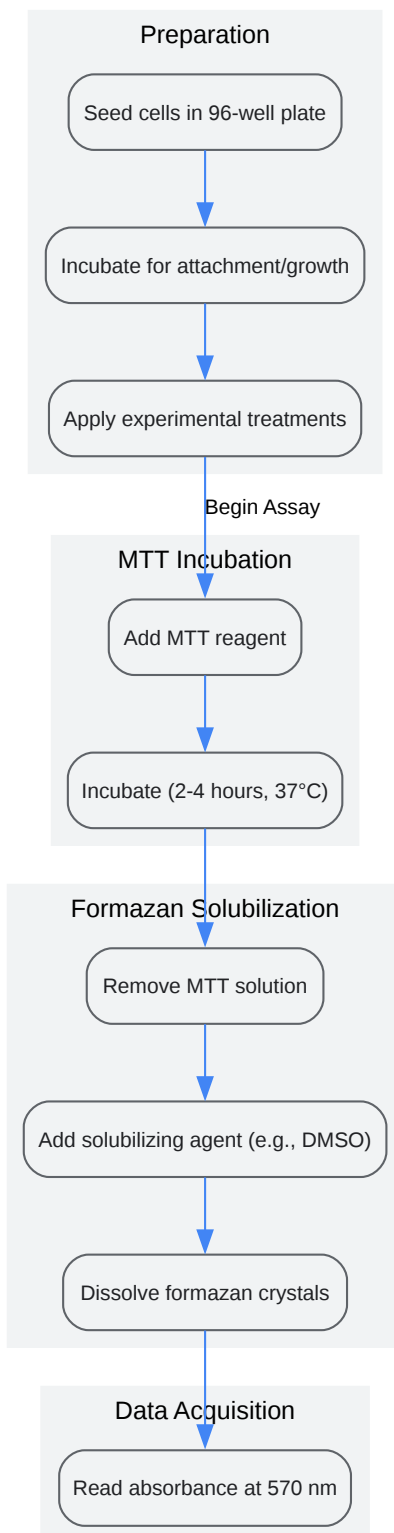 Preparation
Seed cells in 96-well plate
Incubate for attachment/growth
Apply experimental treatments
Begin Assay
MTT Incubation
Add MTT reagent
Incubate (2-4 hours, 37°C)
Formazan Solubilization
Remove MTT solution
Add solubilizing agent (e.g., DMSO)
Dissolve formazan crystals
Data Acquisition
Read absorbance at 570 nm